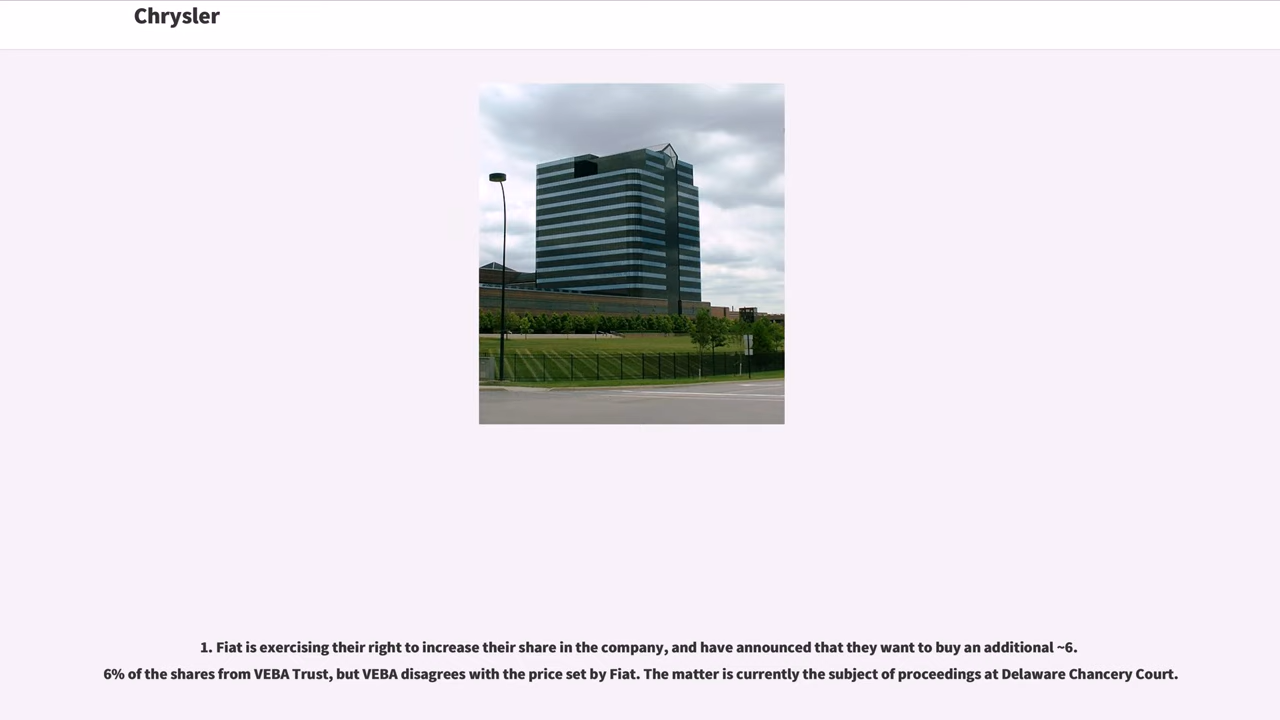 Chrysler
1. Fiat is exercising their right to increase their share in the company, and have announced that they want to buy an additional ~6.
6% of the shares from VEBA Trust, but VEBA disagrees with the price set by Fiat. The matter is currently the subject of proceedings at Delaware Chancery Court.